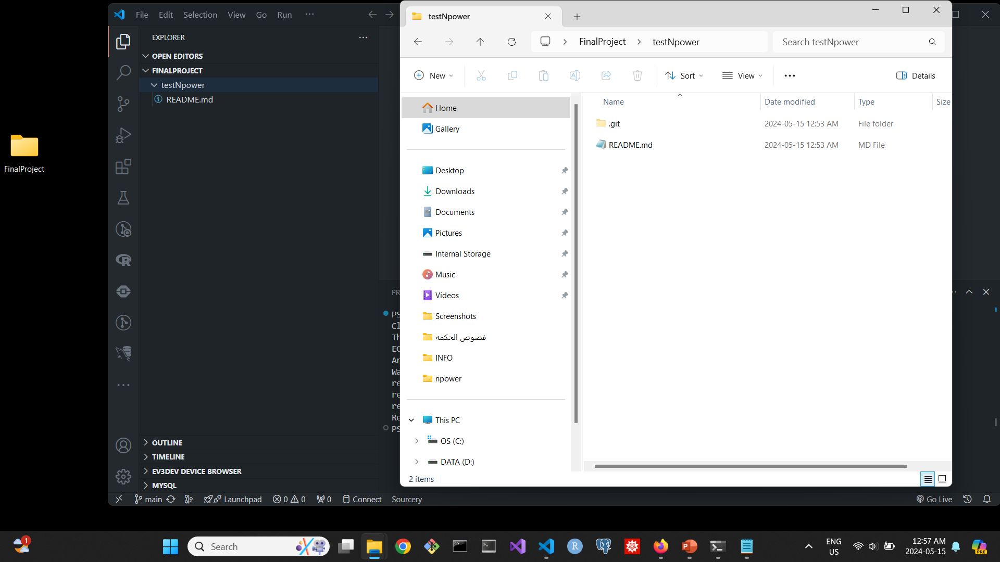 FinalProject
File Edit Selection View Go Run ···
EXPLORER
OPEN EDITORS
FINALPROJECT
testNpower
README.md
OUTLINE
TIMELINE
EV3DEV DEVICE BROWSER
MYSQL
main
Launchpad
0 0
0
Connect
Sourcery
Go Live
PR
PS
Cl
Th
EC
Ar
Wa
re
re
re
Re
PS
testNpower
FinalProject
testNpower
Search testNpower
New
Sort
View
Details
Name Date modified Type Size
.git 2024-05-15 12:53 AM File folder
README.md 2024-05-15 12:53 AM MD File
Home
Gallery
Desktop
Downloads
Documents
Pictures
Internal Storage
Music
Videos
Screenshots
فصوص الحكمه
INFO
npower
This PC
OS (C:)
DATA (D:)
2 items
1
Search
R
P
ENG
US
12:57 AM
2024-05-15
PRE